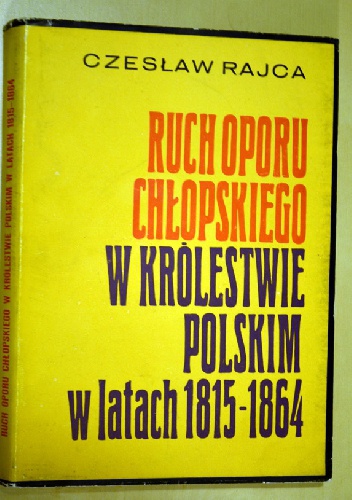 CZESŁAW RAJCA
RUCH OPORU
CHŁOPSKIEGO
W KRÓLESTWIE
POLSKIM
w latach 1815-1864
RUCH OPORU CHŁOPSKIEGO W KRÓLESTWIE POLSKIM W LATACH 1815-1864